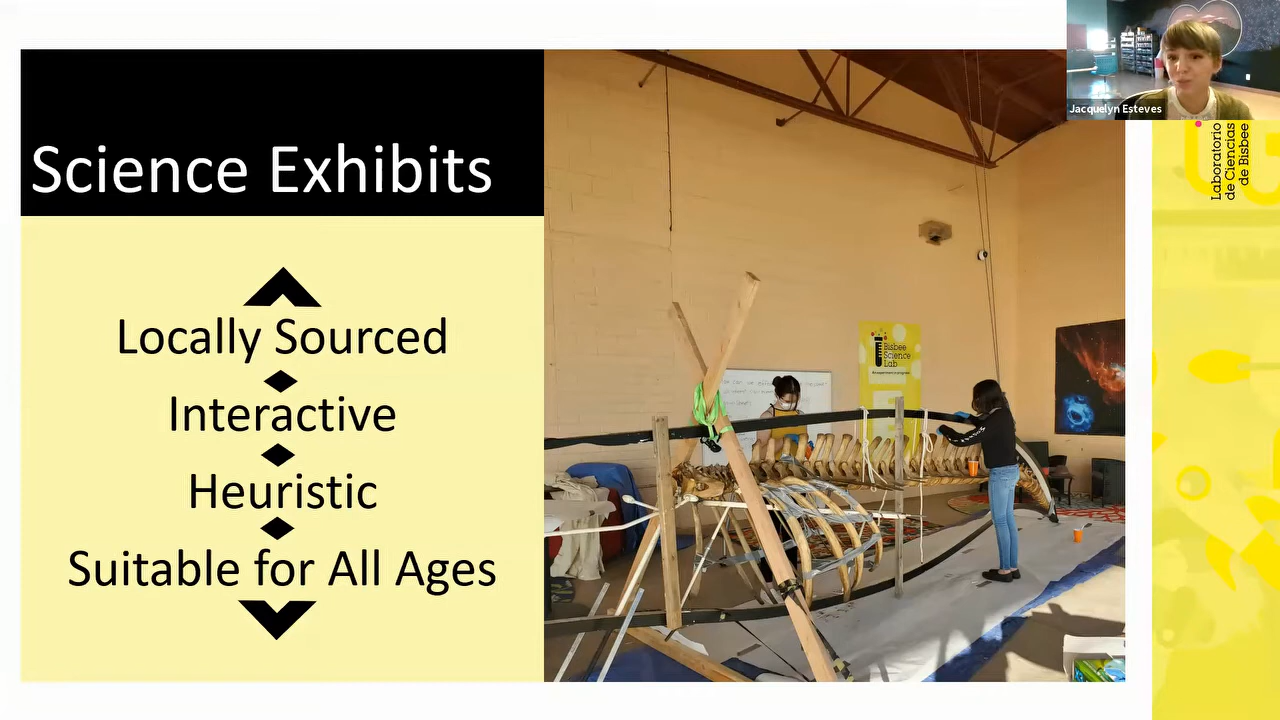 Science Exhibits
Locally Sourced
Interactive
Heuristic
Suitable for All Ages
Bisbee
Science
Lab
Jacquelyn Esteves
Laboratorio
de Ciencias
de Bisbee